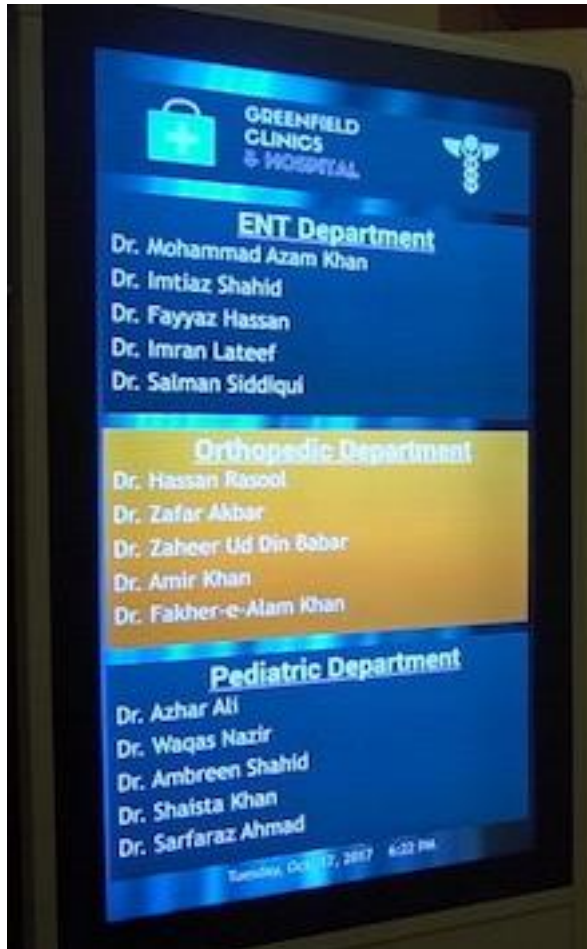 GREENFIELD
CLINICS
& HOSPITAL
ENT Department
Dr. Mohammad Azam Khan
Dr. Imtiaz Shahid
Dr. Fayyaz Hassan
Dr. Imran Lateef
Dr. Salman Siddiqui
Orthopedic Department
Dr. Hassan Rasool
Dr. Zafar Akbar
Dr. Zaheer Ud Din Babar
Dr. Amir Khan
Dr. Fakher-e-Alam Khan
Pediatric Department
Dr. Azhar Ali
Dr. Waqas Nazir
Dr. Ambreen Shahid
Dr. Shaista Khan
Dr. Sarfaraz Ahmad
Tuesday, Oct 17, 2017 6:22 PM